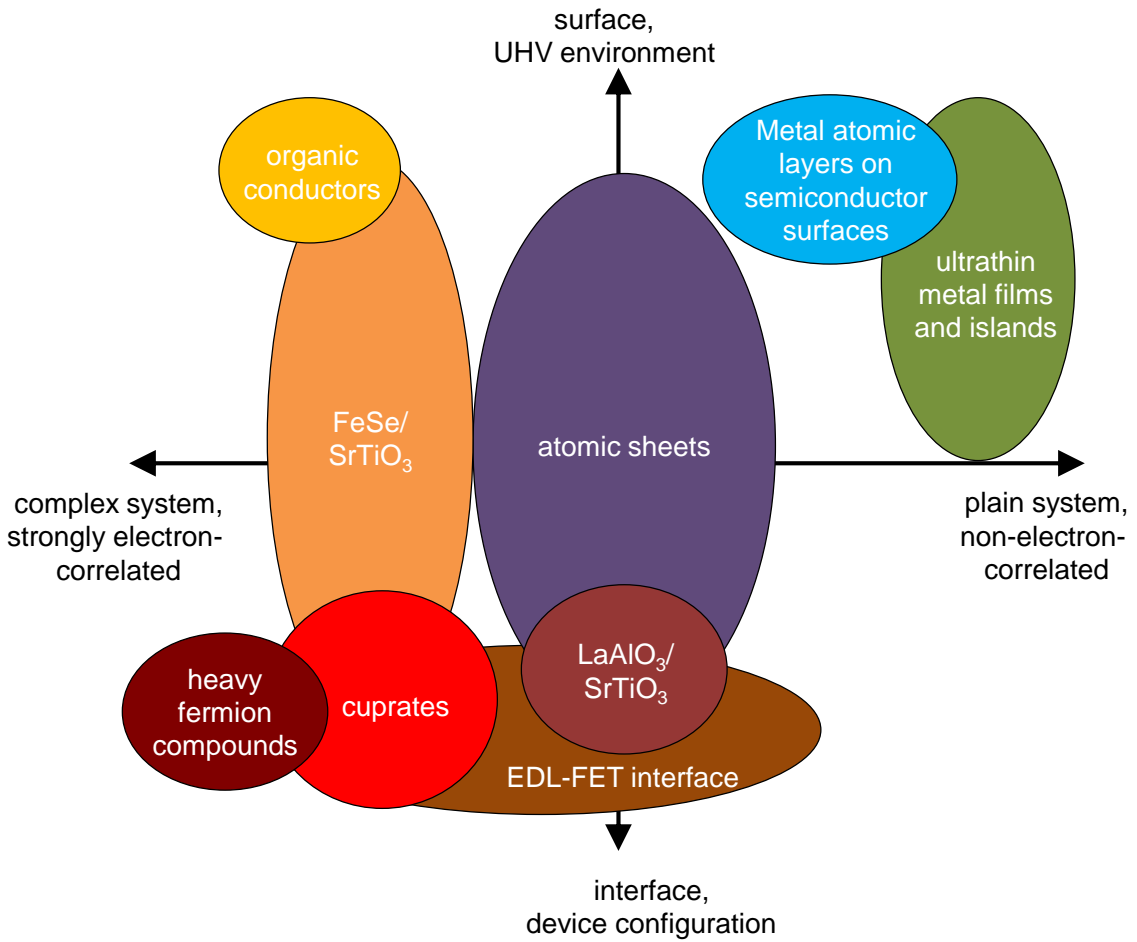 surface,
UHV environment
organic
conductors
Metal atomic
layers on
semiconductor
surfaces
ultrathin
metal films
and islands
FeSe/
SrTiO₃
atomic sheets
complex system,
strongly electron-
correlated
plain system,
non-electron-
correlated
heavy
fermion
compounds
cuprates
LaAlO₃/
SrTiO₃
EDL-FET interface
interface,
device configuration